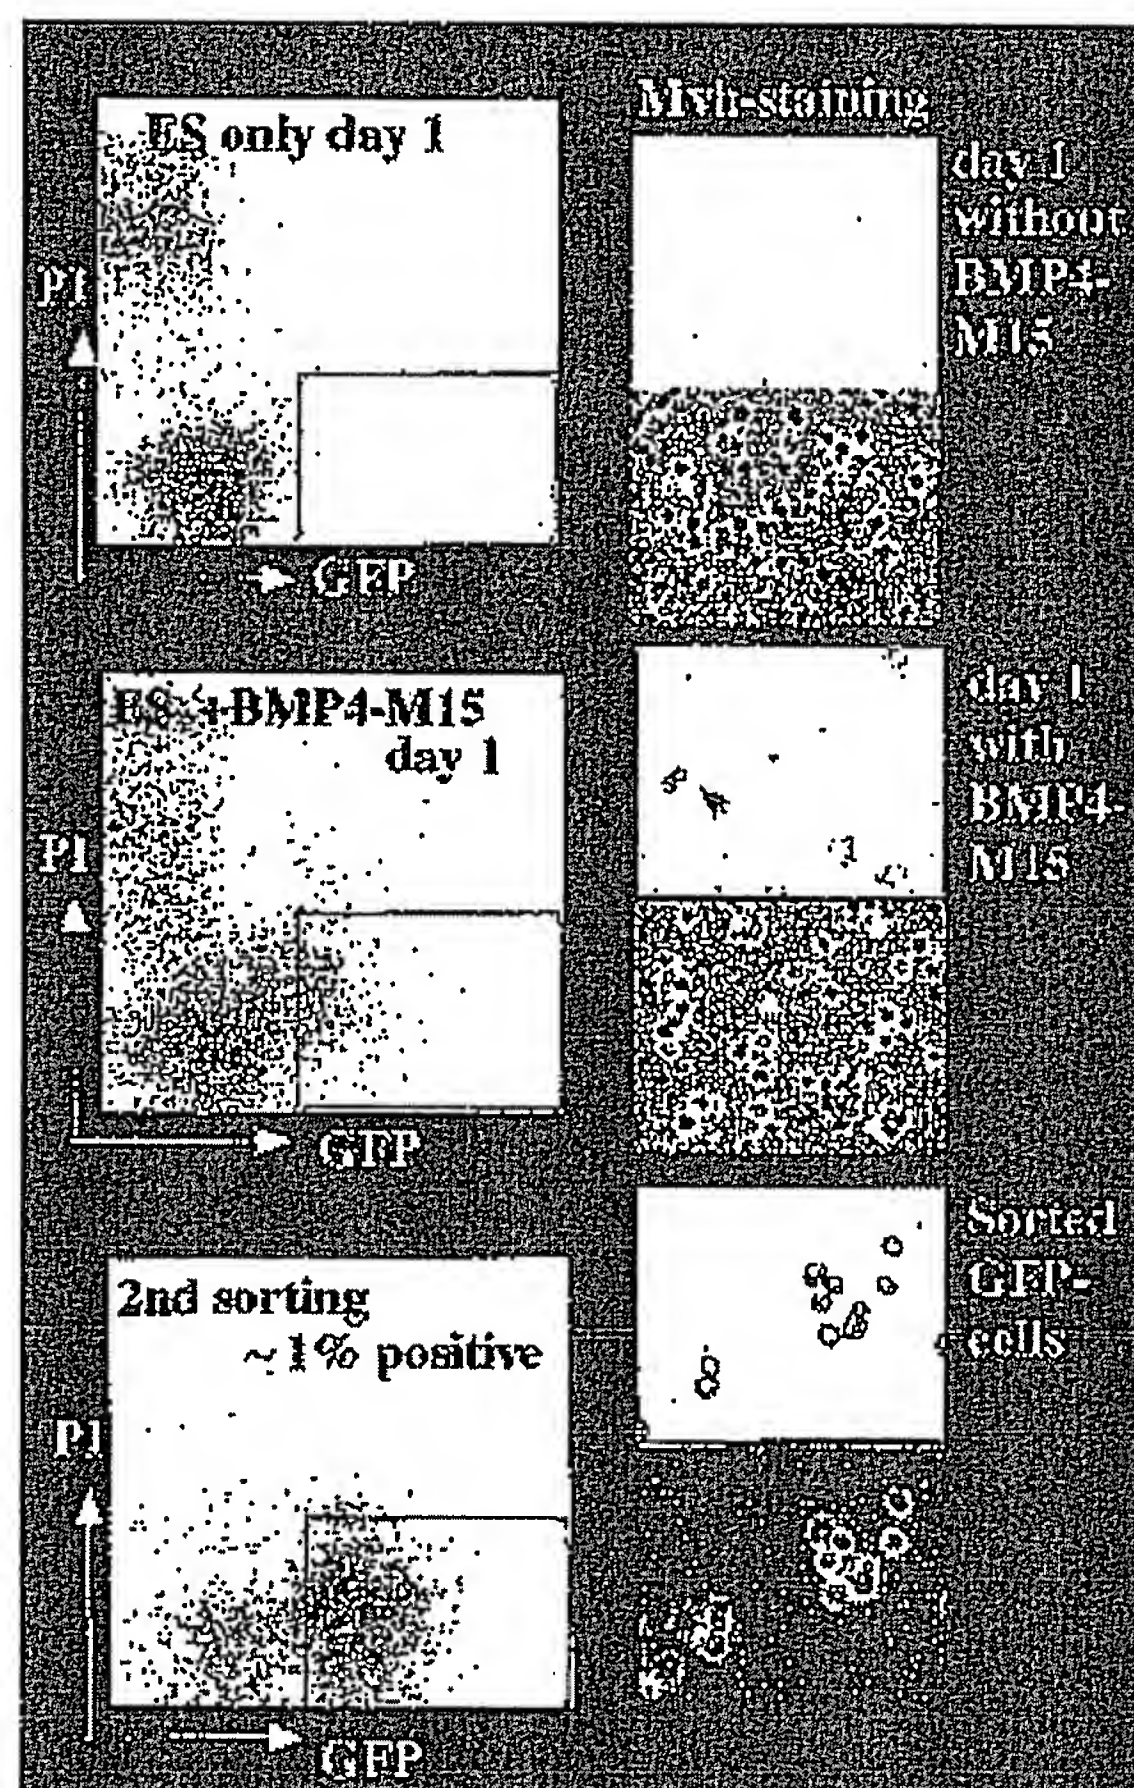 ES only day 1
PI
GFP
Mvh-staining
day 1
without
BMP4-
M15
ES +BMP4-M15
day 1
PI
GFP
day 1
with
BMP4-
M15
2nd sorting
~1% positive
PI
GFP
Sorted
GFP-
cells